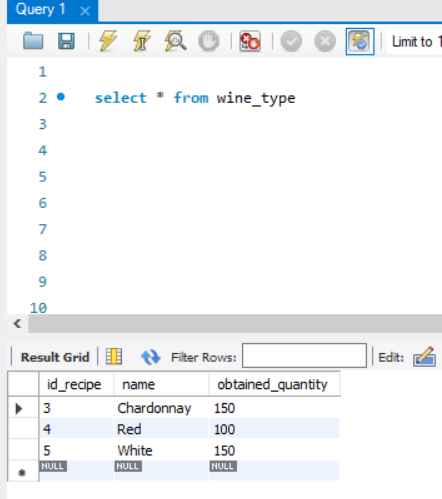 Query 1
Limit to 1
1
2 select * from wine_type
3
4
5
6
7
8
9
10
Result Grid Filter Rows: Edit:
id_recipe name obtained_quantity
3 Chardonnay 150
4 Red 100
5 White 150
NULL NULL NULL